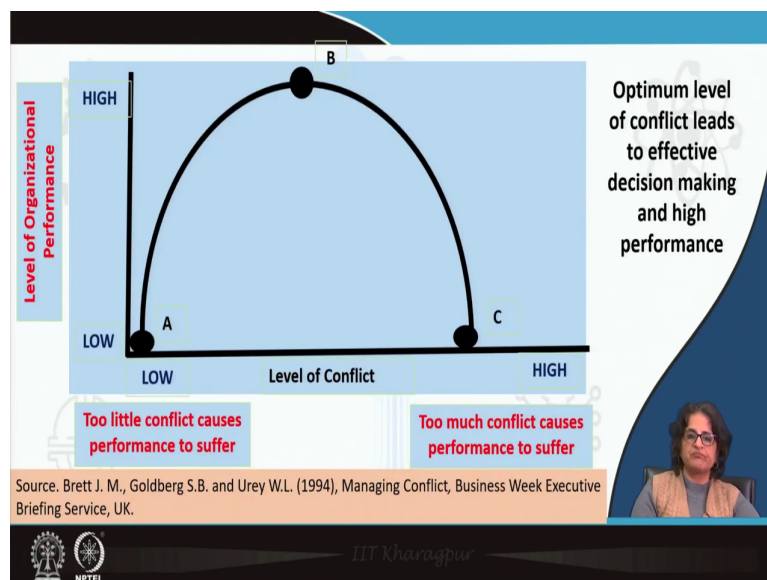 B
HIGH
Level of Organizational
Performance
A
C
LOW
LOW
Level of Conflict
HIGH
Optimum level
of conflict leads
to effective
decision making
and high
performance
Too little conflict causes
performance to suffer
Too much conflict causes
performance to suffer
Source. Brett J. M., Goldberg S.B. and Urey W.L. (1994), Managing Conflict, Business Week Executive
Briefing Service, UK.
IIT Kharagpur
NPTEL